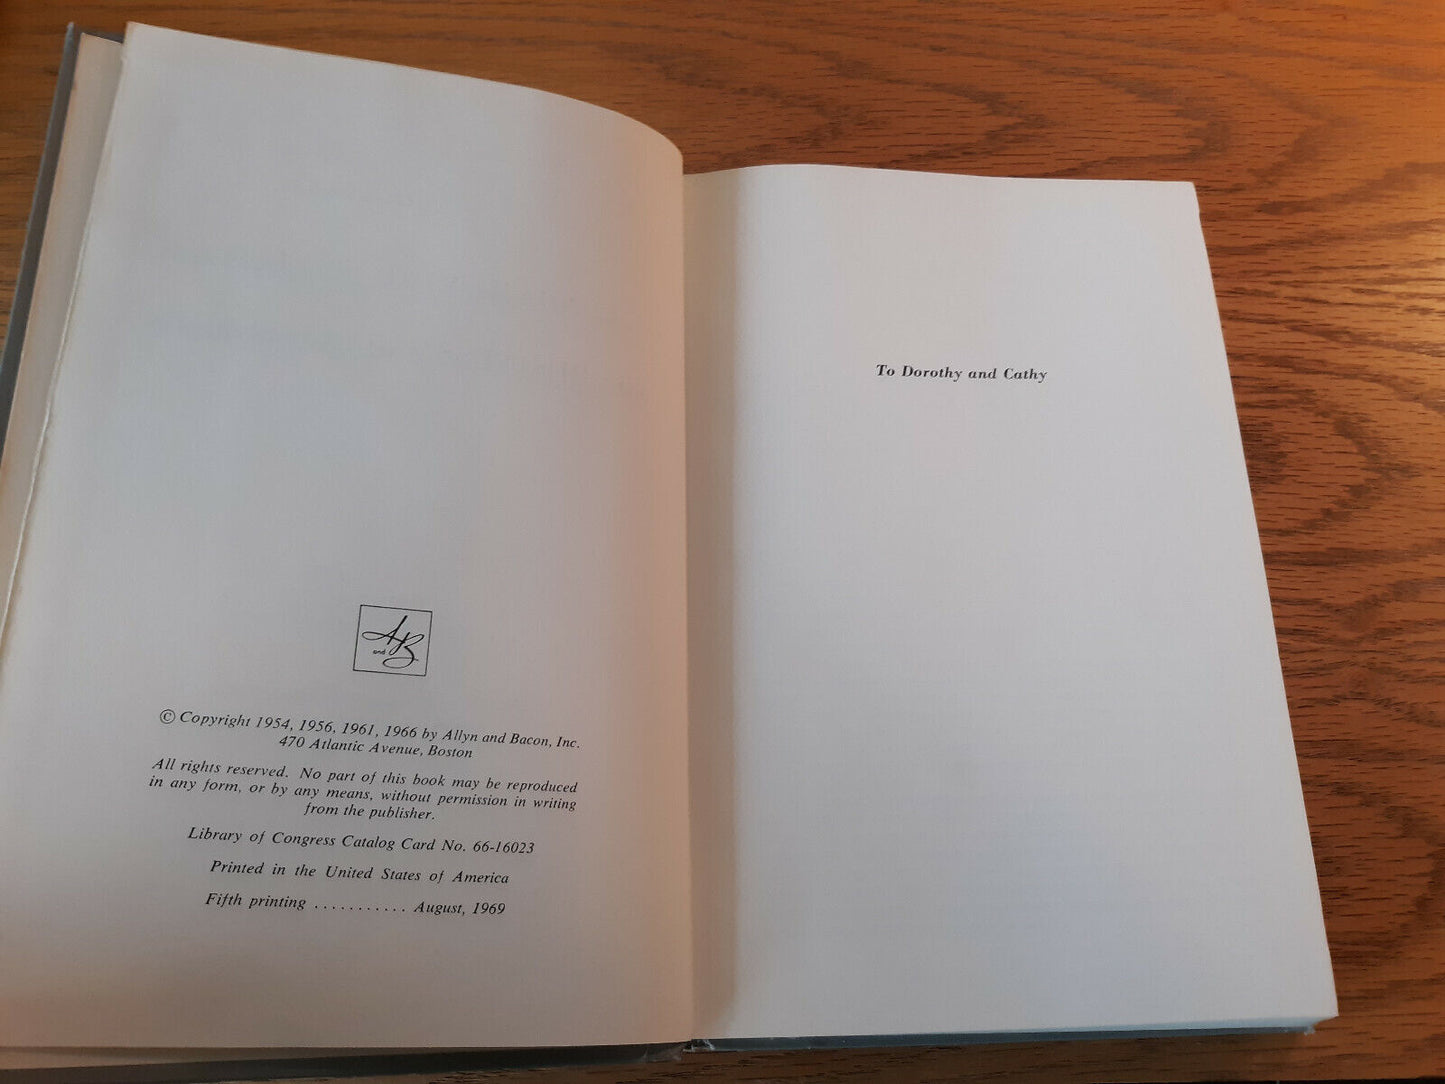 A and B
© Copyright 1954, 1956, 1961, 1966 by Allyn and Bacon, Inc.
470 Atlantic Avenue, Boston
All rights reserved. No part of this book may be reproduced
in any form, or by any means, without permission in writing
from the publisher.
Library of Congress Catalog Card No. 66-16023
Printed in the United States of America
Fifth printing ........... August, 1969
To Dorothy and Cathy